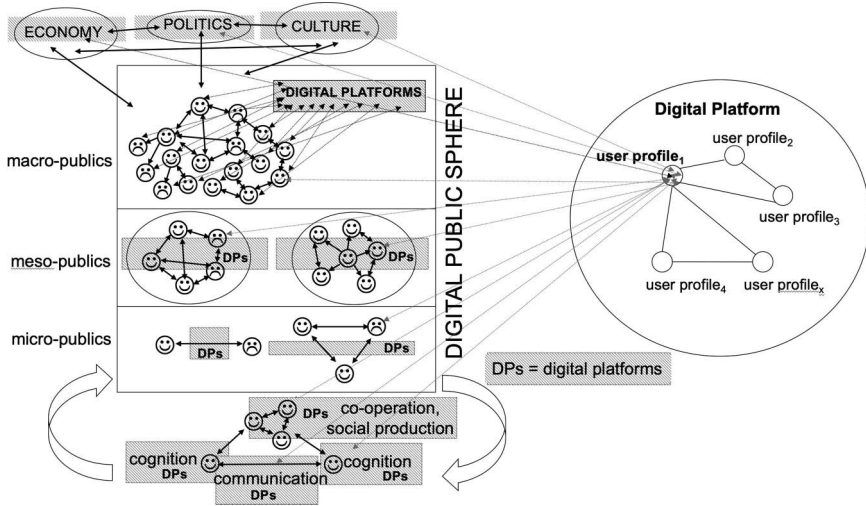 ECONOMY
POLITICS
CULTURE
DIGITAL PLATFORMS
macro-publics
meso-publics
DPs
DPs
micro-publics
DPs
DPs
DIGITAL PUBLIC SPHERE
Digital Platform
user profile1
user profile2
user profile3
user profile4
user profilex
DPs = digital platforms
DPs
co-operation,
social production
cognition
DPs
communication
DPs
cognition
DPs